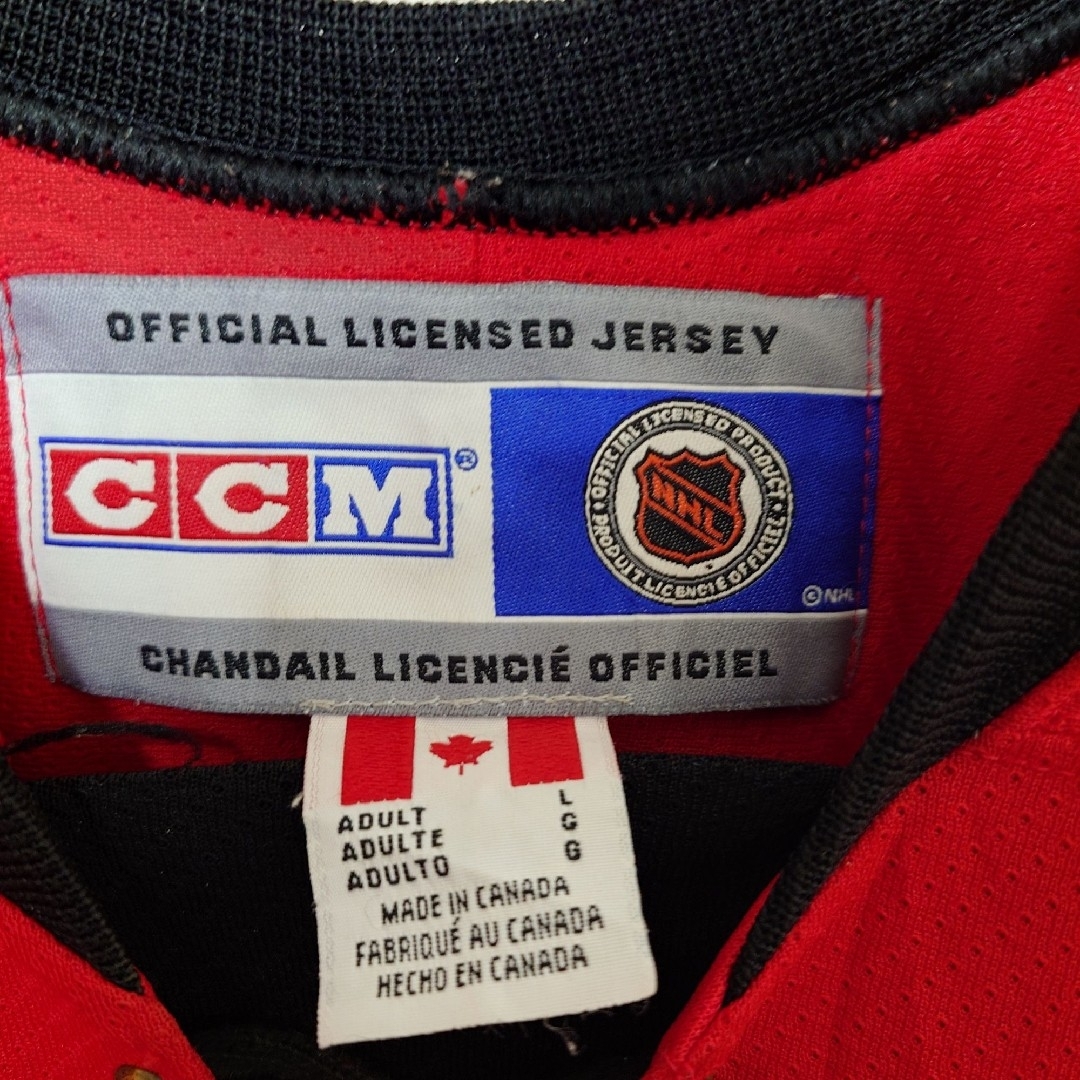 OFFICIAL LICENSED JERSEY
CCM®
OFFICIAL LICENSED PRODUCT
NHL
PRODUIT LICENCIÉ OFFICIEL
©NHL
CHANDAIL LICENCIÉ OFFICIEL
ADULT L
ADULTE G
ADULTO G
MADE IN CANADA
FABRIQUÉ AU CANADA
HECHO EN CANADA